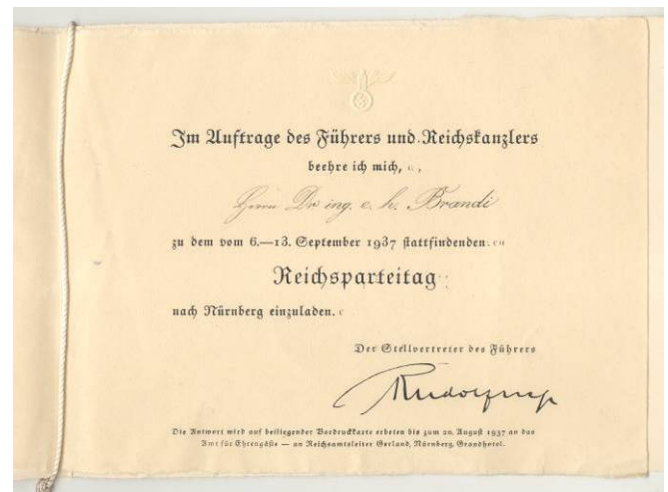 Im Auftrage des Führers und Reichskanzlers
beehre ich mich,
Herrn Dr ing. e. h. Brandi
zu dem vom 6.—13. September 1937 stattfindenden
Reichsparteitag
nach Nürnberg einzuladen.
Der Stellvertreter des Führers
Rudolf Heß
Die Antwort wird auf beiliegender Vordruckkarte erbeten bis zum 20. August 1937 an das
Amt für Ehrengäste — an Reichsamtsleiter Gerland, Nürnberg, Grandhotel.